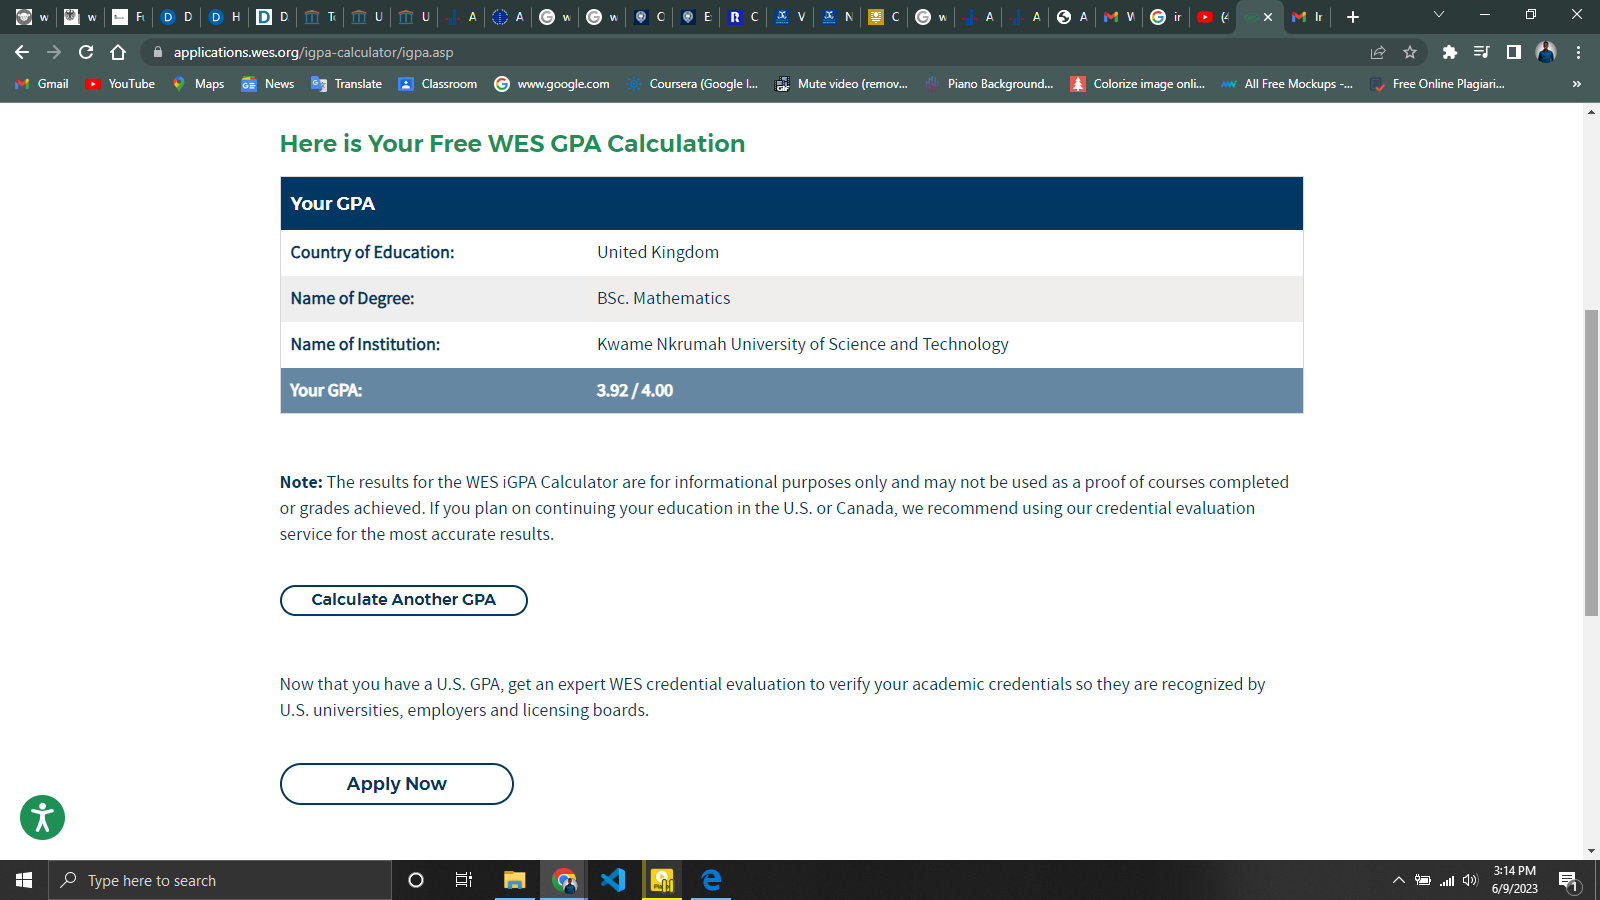 applications.wes.org/igpa-calculator/igpa.asp
Gmail YouTube Maps News Translate Classroom www.google.com Coursera (Google I... Mute video (remov... Piano Background... Colorize image onli... All Free Mockups -... Free Online Plagiari... »
Here is Your Free WES GPA Calculation
Your GPA
Country of Education: United Kingdom
Name of Degree: BSc. Mathematics
Name of Institution: Kwame Nkrumah University of Science and Technology
Your GPA: 3.92 / 4.00
Note: The results for the WES iGPA Calculator are for informational purposes only and may not be used as a proof of courses completed
or grades achieved. If you plan on continuing your education in the U.S. or Canada, we recommend using our credential evaluation
service for the most accurate results.
Calculate Another GPA
Now that you have a U.S. GPA, get an expert WES credential evaluation to verify your academic credentials so they are recognized by
U.S. universities, employers and licensing boards.
Apply Now
Type here to search
3:14 PM
6/9/2023
1